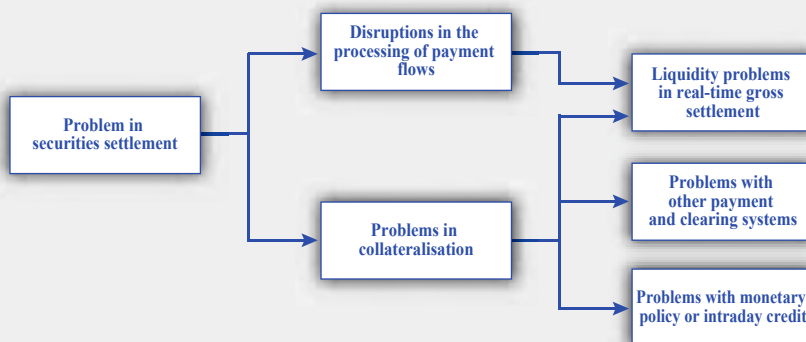 Disruptions in the
processing of payment
flows
Liquidity problems
in real-time gross
settlement
Problem in
securities settlement
Problems with
other payment
and clearing systems
Problems in
collateralisation
Problems with monetary
policy or intraday credit